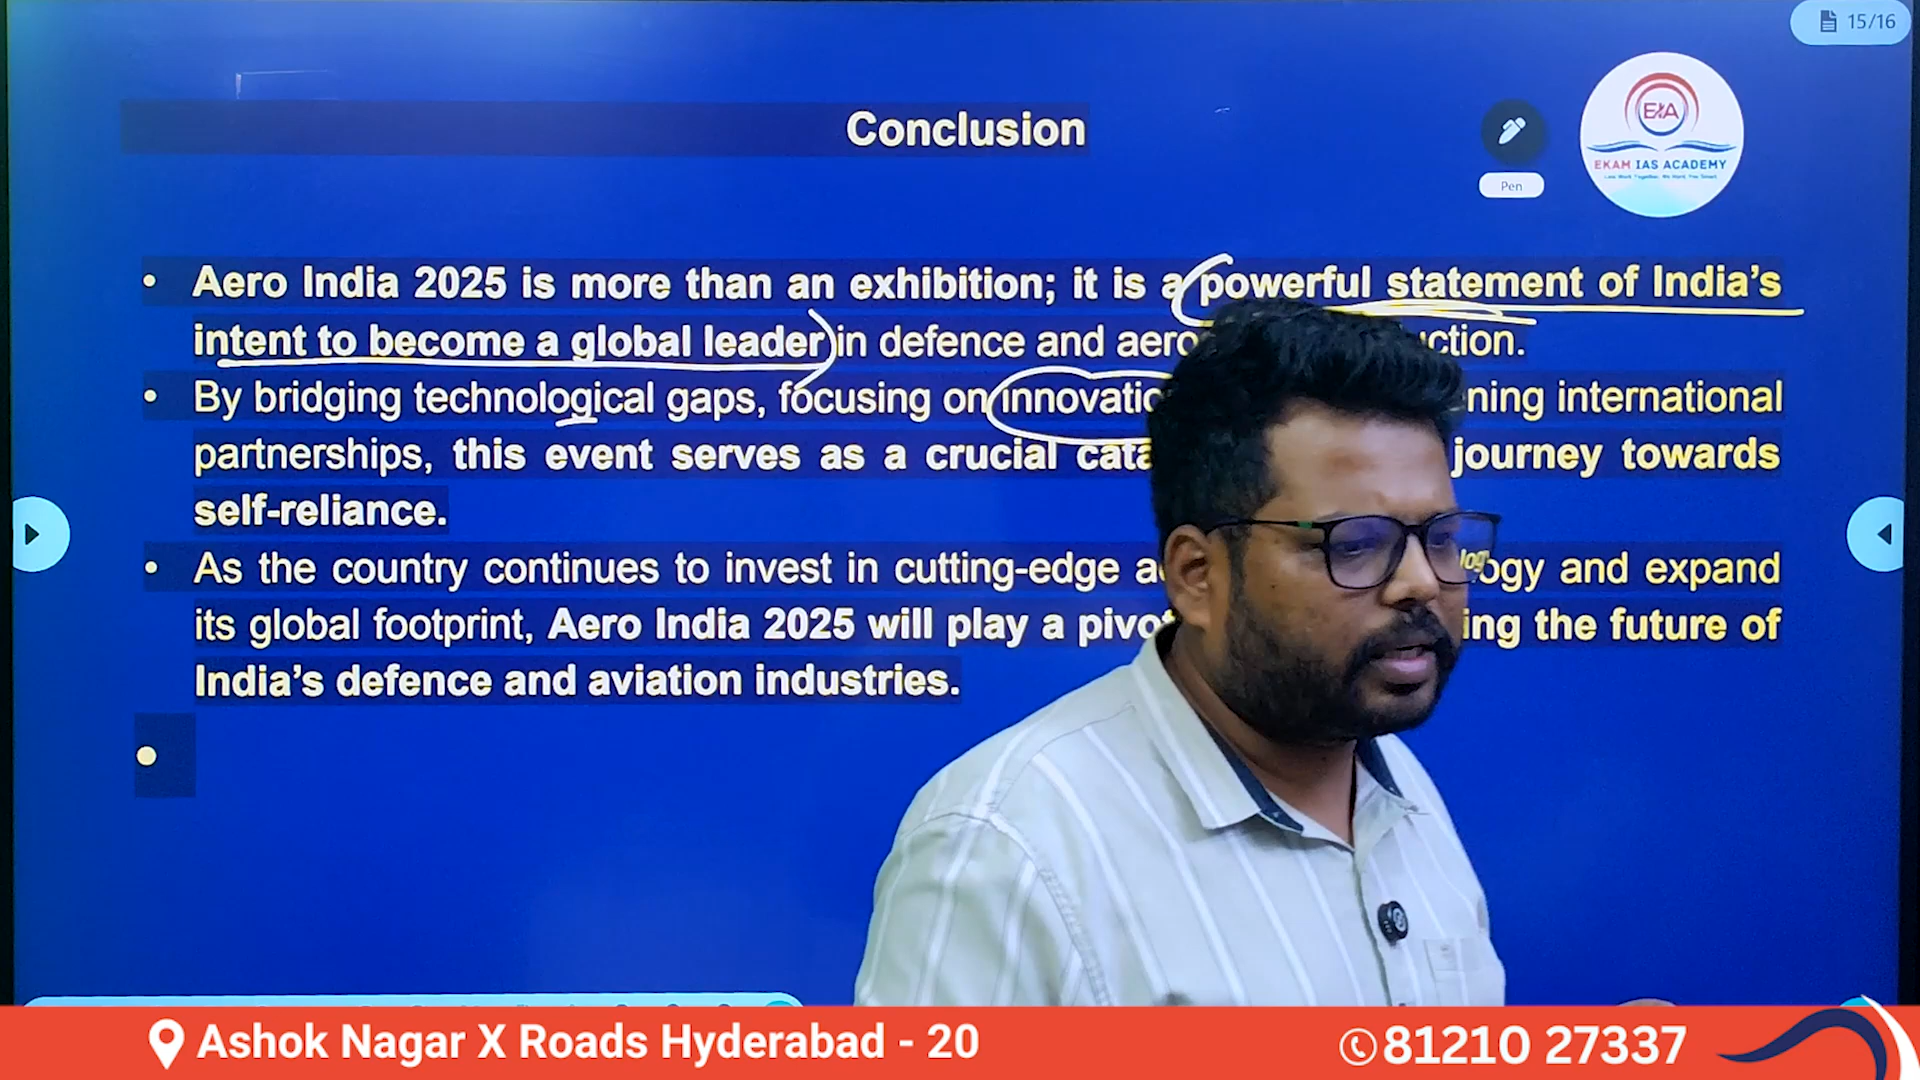 15/16
Conclusion
Pen
EIA
EKAM IAS ACADEMY
• Aero India 2025 is more than an exhibition; it is a powerful statement of India's
intent to become a global leader in defence and aero ction.
• By bridging technological gaps, focusing on innovatio ning international
partnerships, this event serves as a crucial cata journey towards
self-reliance.
• As the country continues to invest in cutting-edge a logy and expand
its global footprint, Aero India 2025 will play a pivot ing the future of
India's defence and aviation industries.
•
Ashok Nagar X Roads Hyderabad - 20
81210 27337